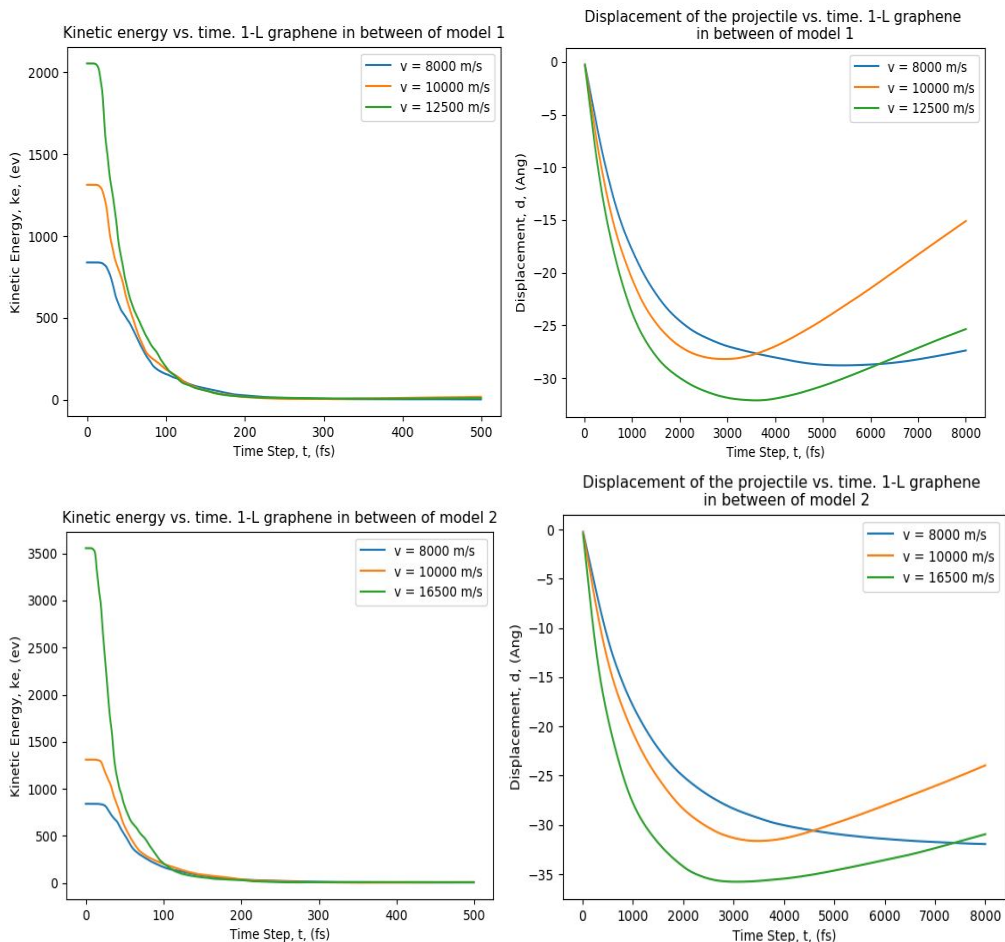 Kinetic energy vs. time. 1-L graphene in between of model 1
2000
1500
1000
500
0
Kinetic Energy, ke, (ev)
v = 8000 m/s
v = 10000 m/s
v = 12500 m/s
0 100 200 300 400 500
Time Step, t, (fs)
Displacement of the projectile vs. time. 1-L graphene
in between of model 1
0
−5
−10
−15
−20
−25
−30
Displacement, d, (Ang)
v = 8000 m/s
v = 10000 m/s
v = 12500 m/s
0 1000 2000 3000 4000 5000 6000 7000 8000
Time Step, t, (fs)
Kinetic energy vs. time. 1-L graphene in between of model 2
3500
3000
2500
2000
1500
1000
500
0
Kinetic Energy, ke, (ev)
v = 8000 m/s
v = 10000 m/s
v = 16500 m/s
0 100 200 300 400 500
Time Step, t, (fs)
Displacement of the projectile vs. time. 1-L graphene
in between of model 2
0
−5
−10
−15
−20
−25
−30
−35
Displacement, d, (Ang)
v = 8000 m/s
v = 10000 m/s
v = 16500 m/s
0 1000 2000 3000 4000 5000 6000 7000 8000
Time Step, t, (fs)